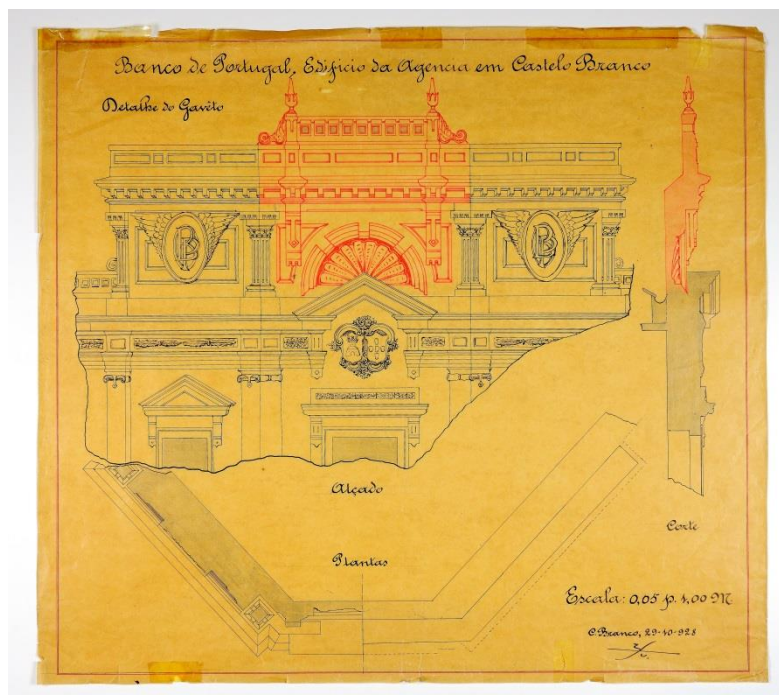 Banco de Portugal, Edificio da Agencia em Castelo Branco
Detalhe do Gavêto
Alçado
Corte
Plantas
Escala: 0,05 p. 1,00 M
C. Branco, 29-10-928